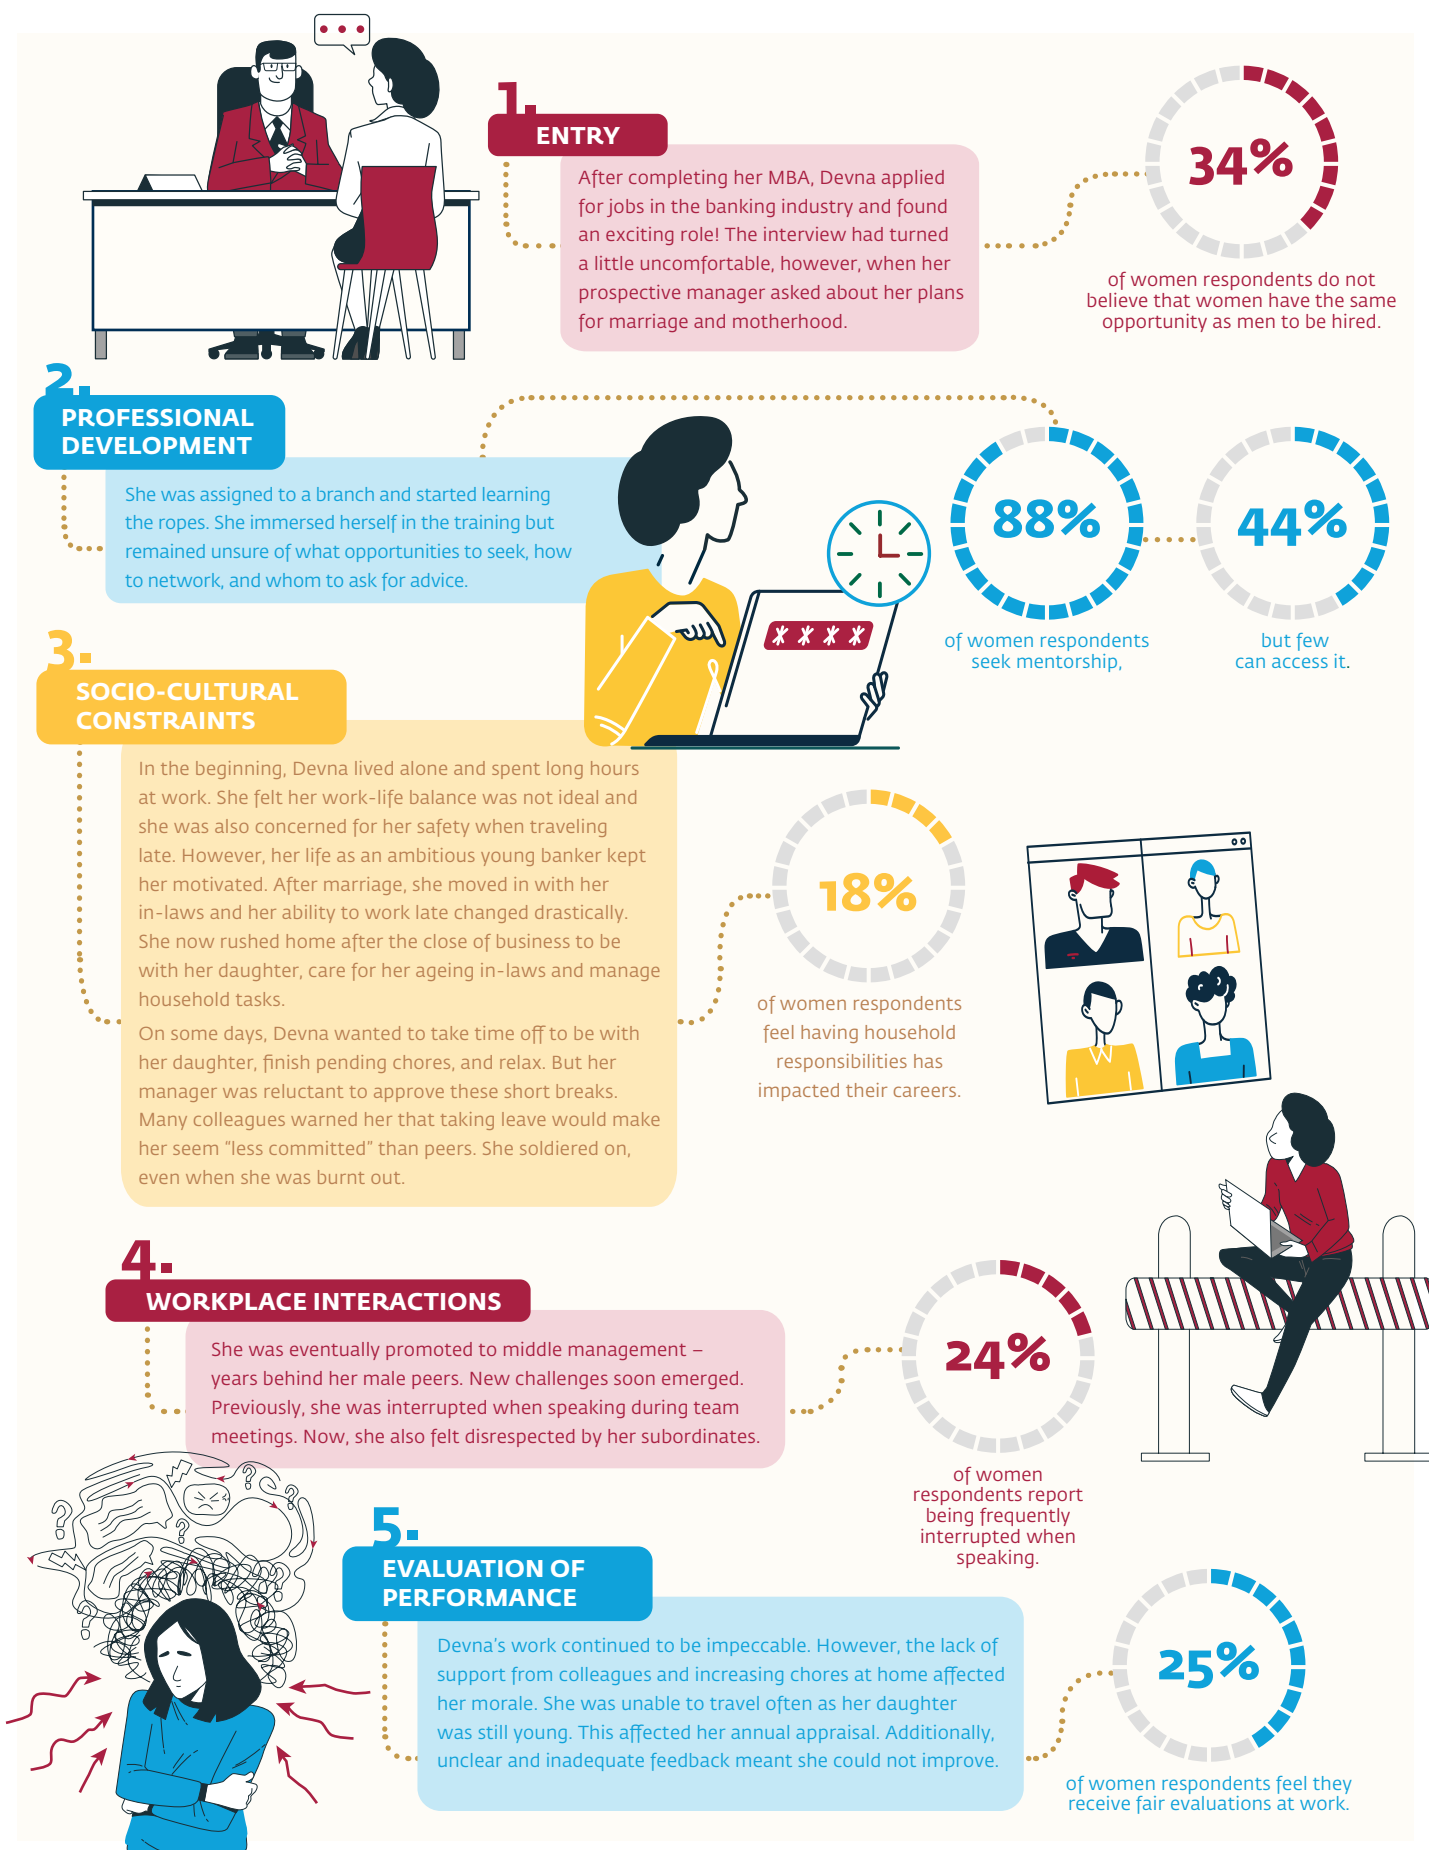 1.
ENTRY
After completing her MBA, Devna applied
for jobs in the banking industry and found
an exciting role! The interview had turned
a little uncomfortable, however, when her
prospective manager asked about her plans
for marriage and motherhood.
34%
of women respondents do not
believe that women have the same
opportunity as men to be hired.
2.
PROFESSIONAL
DEVELOPMENT
She was assigned to a branch and started learning
the ropes. She immersed herself in the training but
remained unsure of what opportunities to seek, how
to network, and whom to ask for advice.
88%
of women respondents
seek mentorship,
44%
but few
can access it.
3.
SOCIO-CULTURAL
CONSTRAINTS
In the beginning, Devna lived alone and spent long hours
at work. She felt her work-life balance was not ideal and
she was also concerned for her safety when traveling
late. However, her life as an ambitious young banker kept
her motivated. After marriage, she moved in with her
in-laws and her ability to work late changed drastically.
She now rushed home after the close of business to be
with her daughter, care for her ageing in-laws and manage
household tasks.
On some days, Devna wanted to take time off to be with
her daughter, finish pending chores, and relax. But her
manager was reluctant to approve these short breaks.
Many colleagues warned her that taking leave would make
her seem "less committed" than peers. She soldiered on,
even when she was burnt out.
18%
of women respondents
feel having household
responsibilities has
impacted their careers.
4.
WORKPLACE INTERACTIONS
She was eventually promoted to middle management –
years behind her male peers. New challenges soon emerged.
Previously, she was interrupted when speaking during team
meetings. Now, she also felt disrespected by her subordinates.
24%
of women
respondents report
being frequently
interrupted when
speaking.
5.
EVALUATION OF
PERFORMANCE
Devna's work continued to be impeccable. However, the lack of
support from colleagues and increasing chores at home affected
her morale. She was unable to travel often as her daughter
was still young. This affected her annual appraisal. Additionally,
unclear and inadequate feedback meant she could not improve.
25%
of women respondents feel they
receive fair evaluations at work.